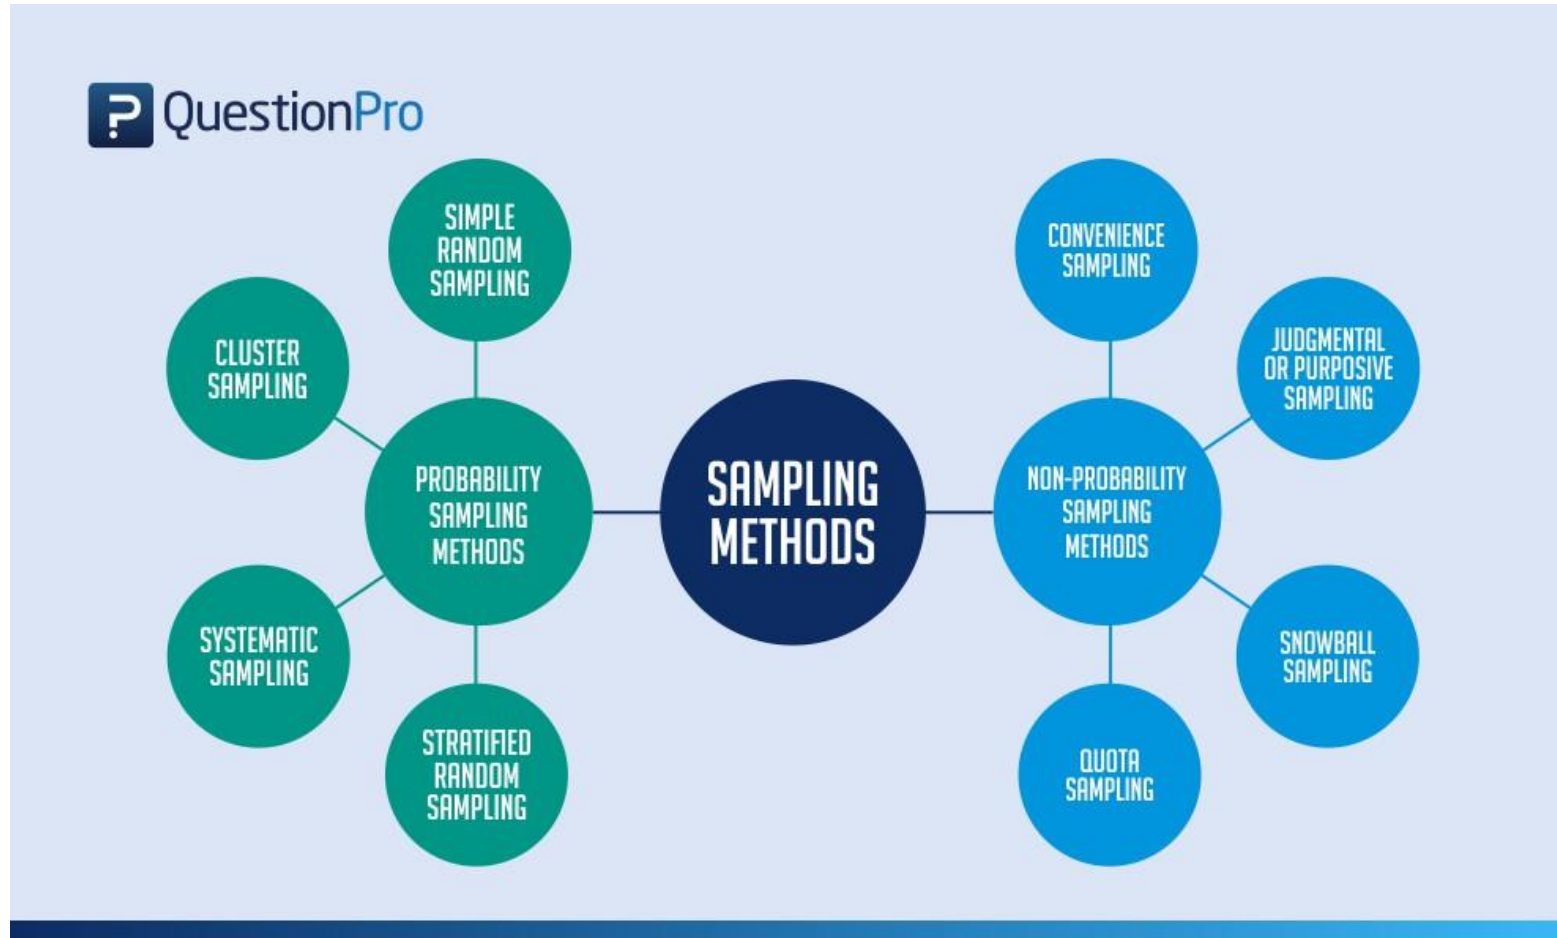 QuestionPro
SIMPLE
RANDOM
SAMPLING
CLUSTER
SAMPLING
PROBABILITY
SAMPLING
METHODS
SYSTEMATIC
SAMPLING
STRATIFIED
RANDOM
SAMPLING
SAMPLING
METHODS
CONVENIENCE
SAMPLING
JUDGMENTAL
OR PURPOSIVE
SAMPLING
NON-PROBABILITY
SAMPLING
METHODS
SNOWBALL
SAMPLING
QUOTA
SAMPLING